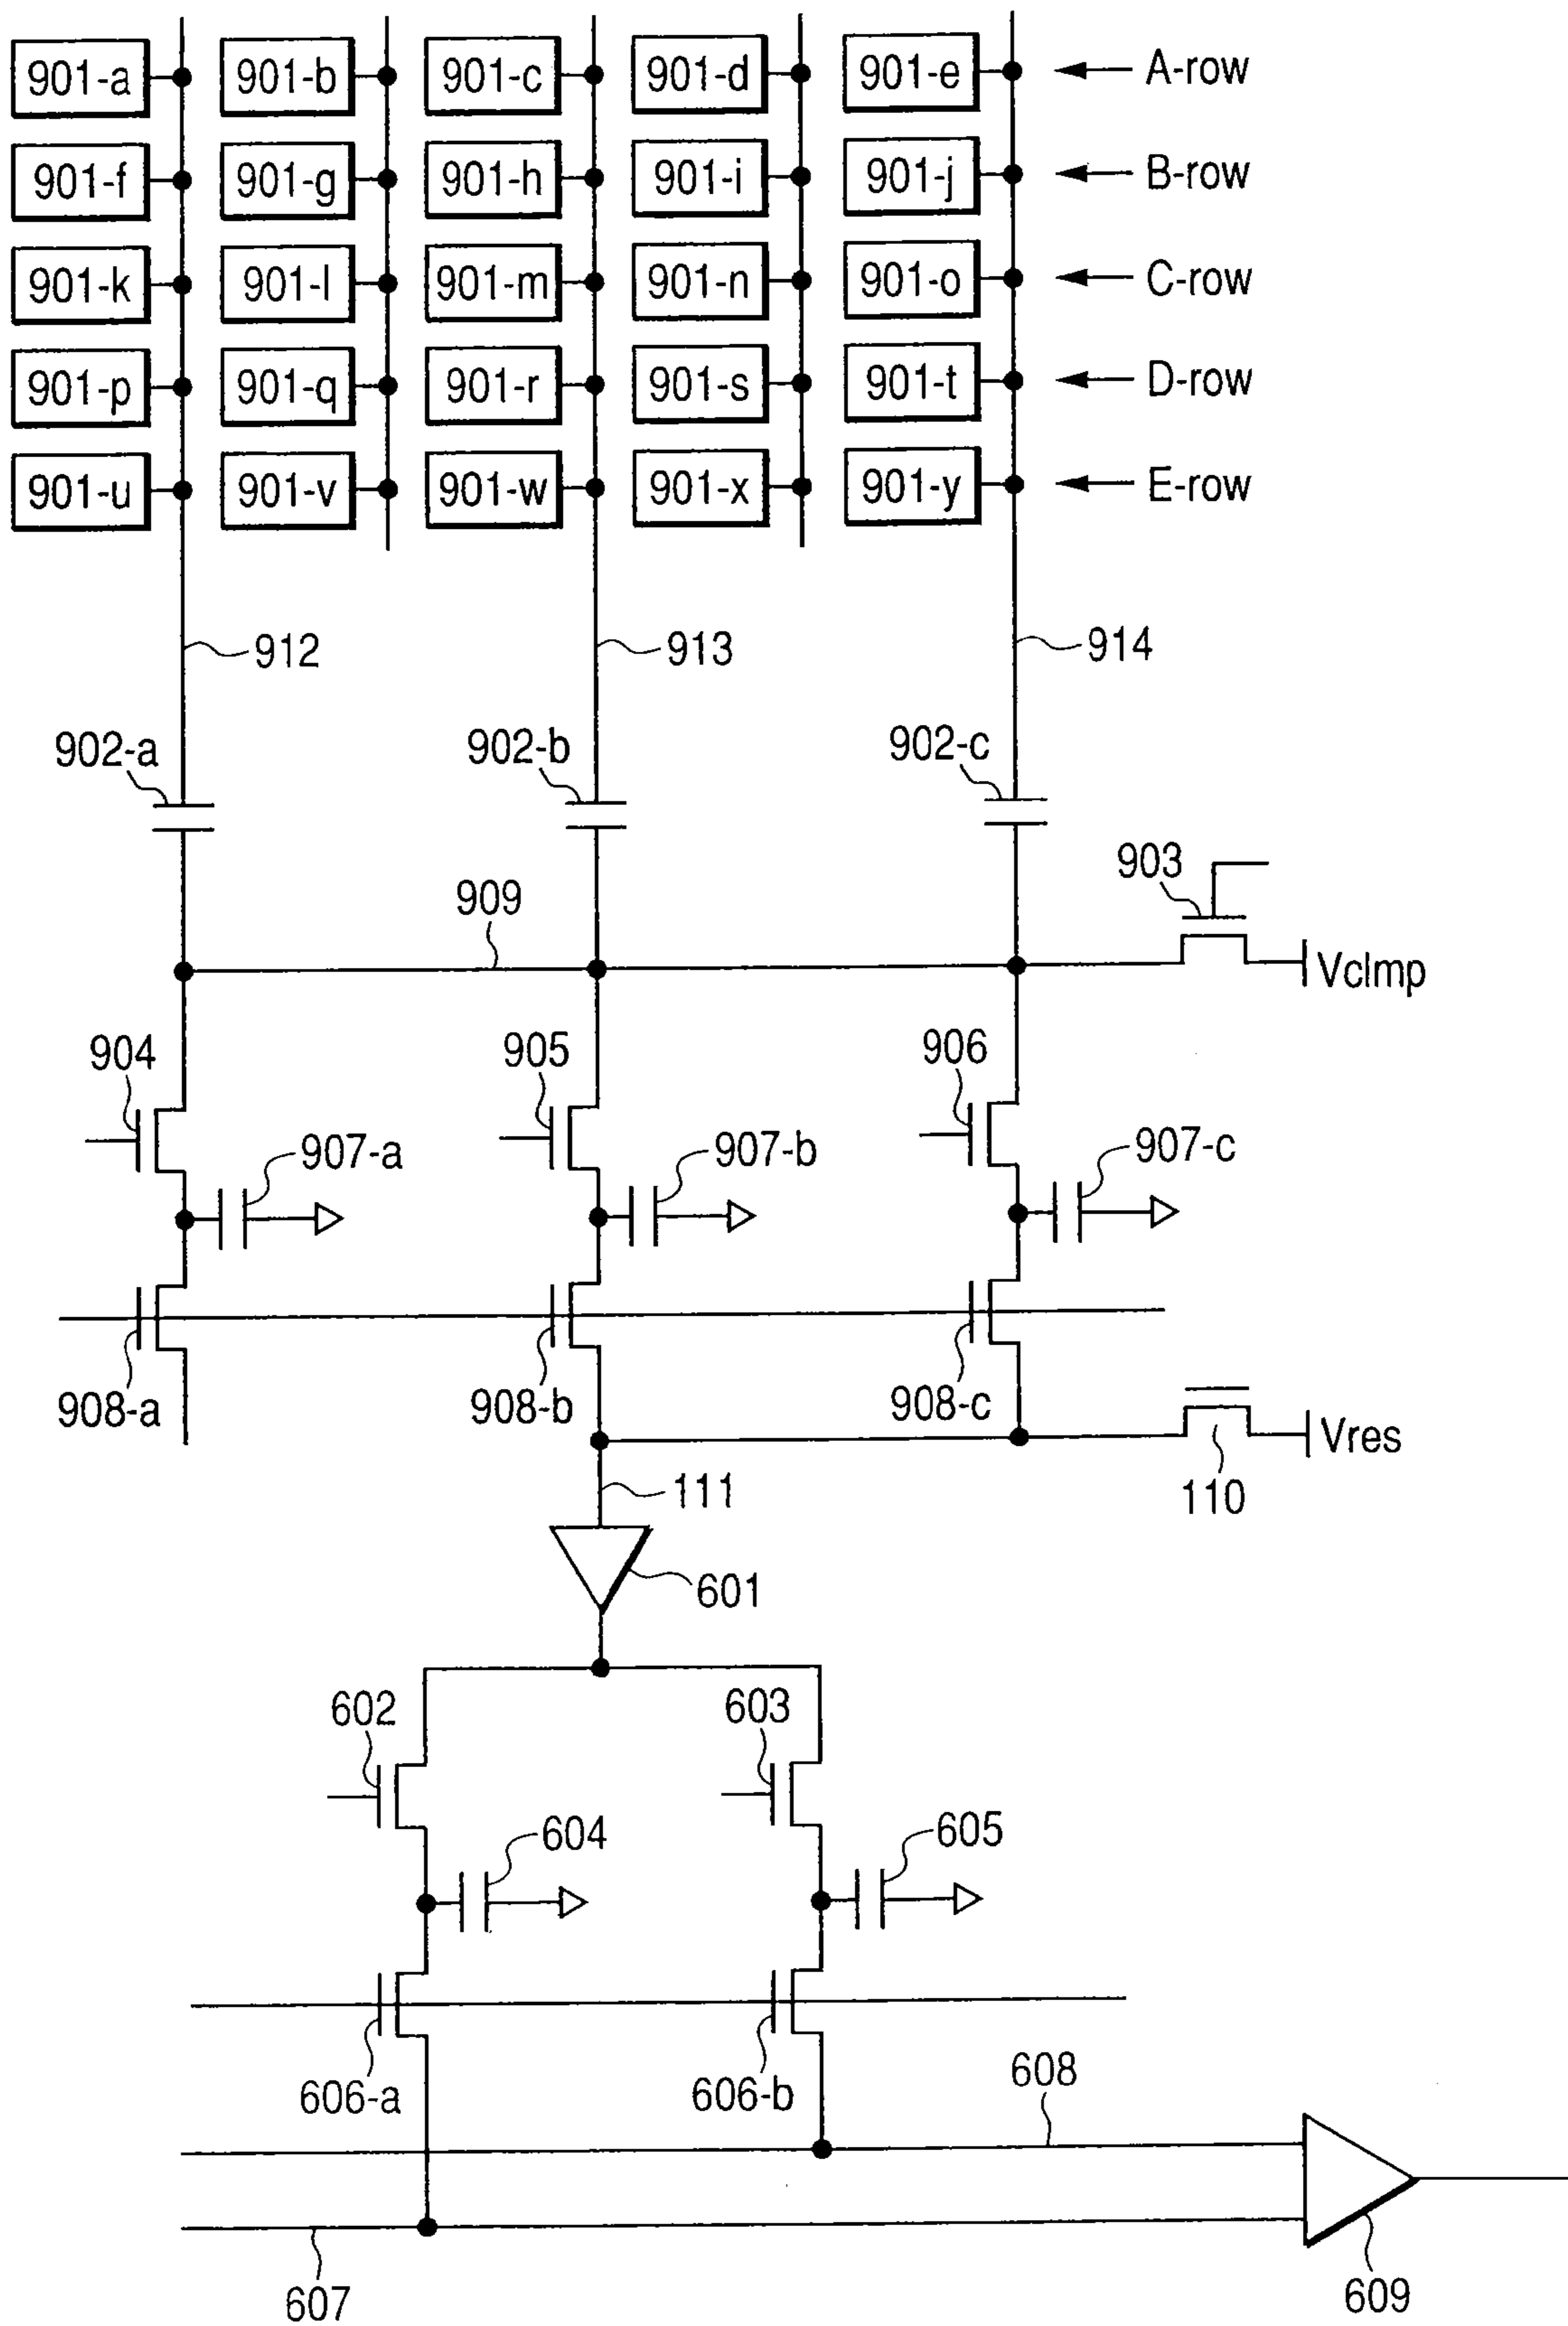 901-a 901-b 901-c 901-d 901-e A-row
901-f 901-g 901-h 901-i 901-j B-row
901-k 901-l 901-m 901-n 901-o C-row
901-p 901-q 901-r 901-s 901-t D-row
901-u 901-v 901-w 901-x 901-y E-row
912 913 914
902-a 902-b 902-c
903
909
Vclmp
904 905 906
907-a 907-b 907-c
908-a 908-b 908-c
Vres
111 110
601
602 603
604 605
606-a 606-b
608
607 609